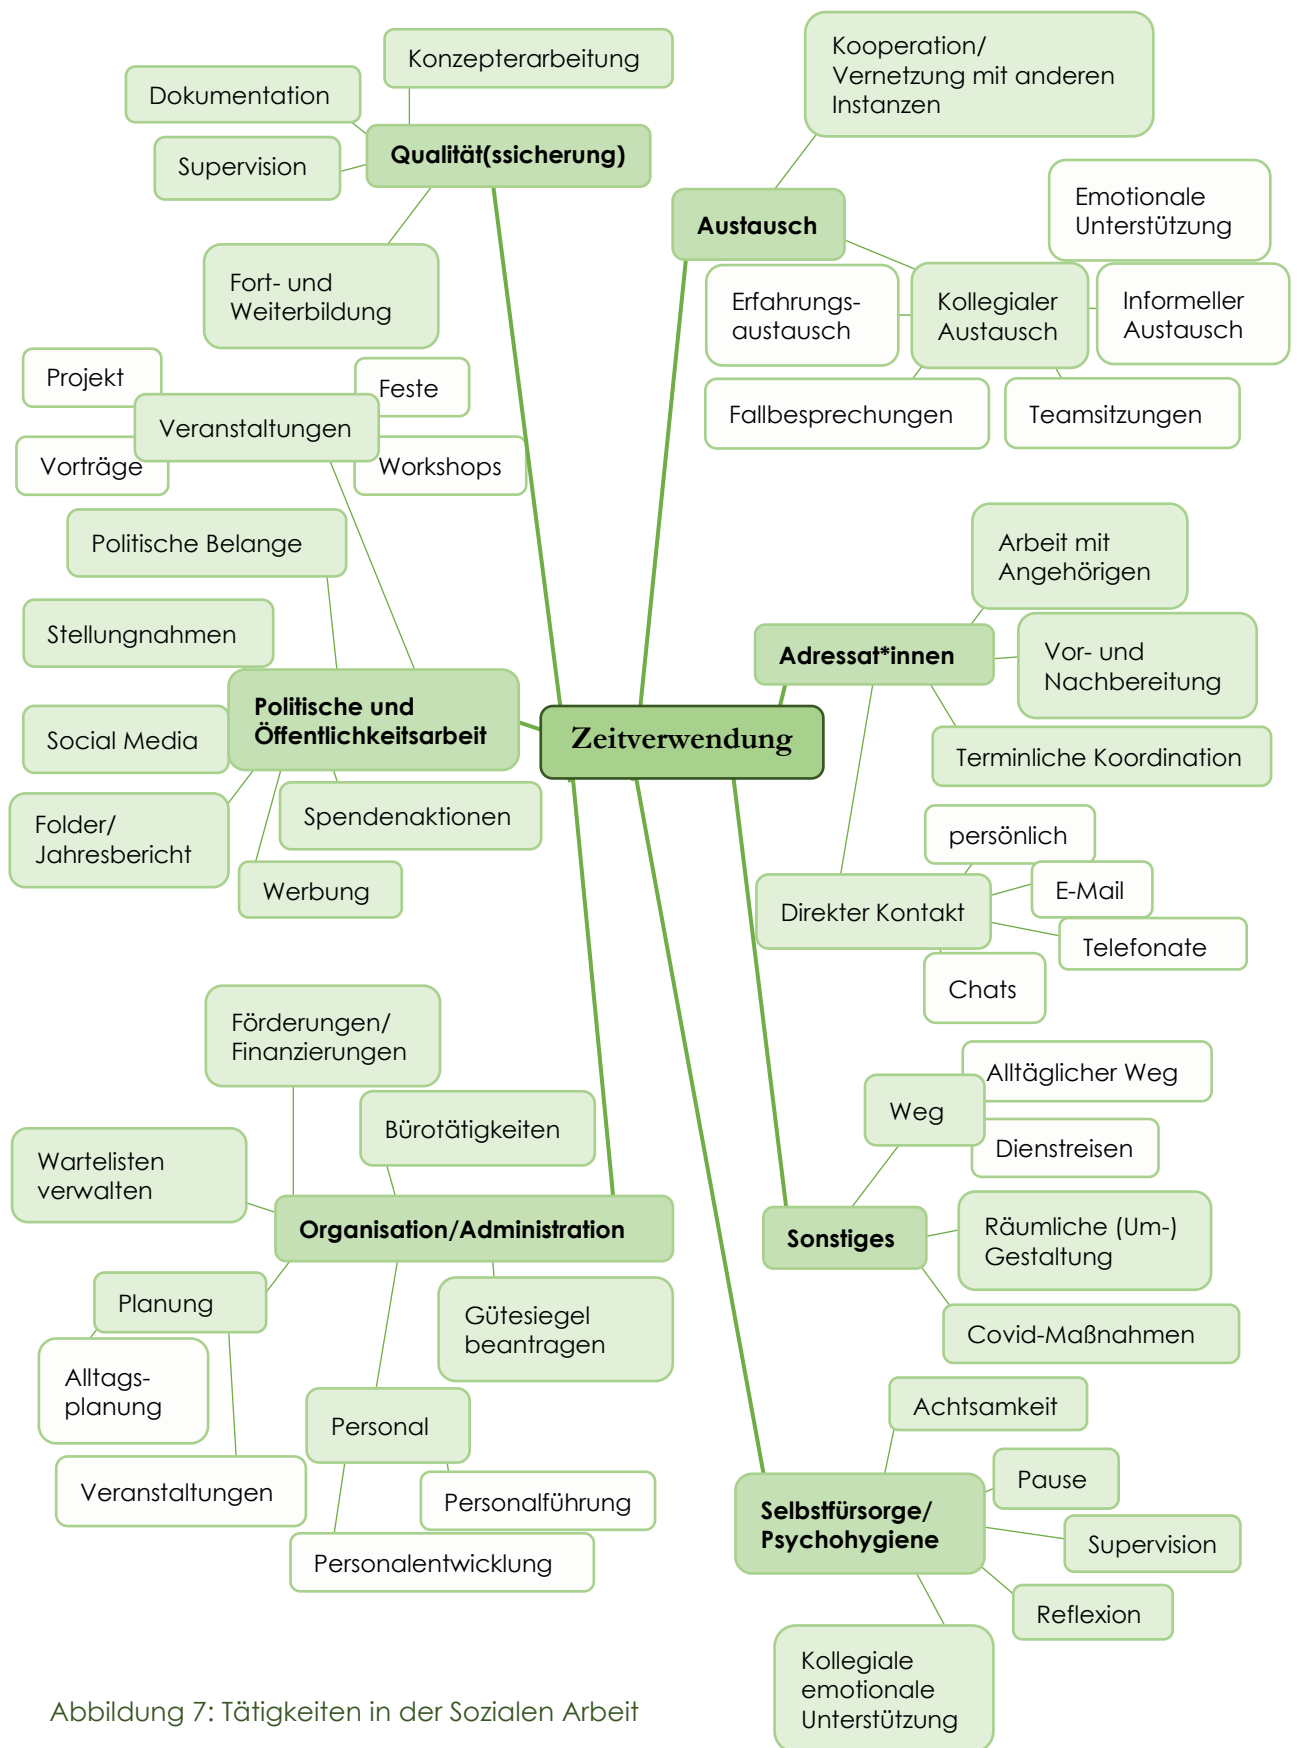 Konzepterarbeitung
Dokumentation
Qualität(ssicherung)
Supervision
Fort- und
Weiterbildung
Kooperation/
Vernetzung mit anderen
Instanzen
Austausch
Emotionale
Unterstützung
Erfahrungs-
austausch
Kollegialer
Austausch
Informeller
Austausch
Fallbesprechungen
Teamsitzungen
Projekt
Feste
Veranstaltungen
Vorträge
Workshops
Politische Belange
Stellungnahmen
Politische und
Öffentlichkeitsarbeit
Social Media
Folder/
Jahresbericht
Spendenaktionen
Werbung
Zeitverwendung
Arbeit mit
Angehörigen
Adressat*innen
Vor- und
Nachbereitung
Terminliche Koordination
persönlich
E-Mail
Direkter Kontakt
Telefonate
Chats
Förderungen/
Finanzierungen
Bürotätigkeiten
Wartelisten
verwalten
Organisation/Administration
Planung
Gütesiegel
beantragen
Alltags-
planung
Personal
Veranstaltungen
Personalführung
Personalentwicklung
Alltäglicher Weg
Weg
Dienstreisen
Sonstiges
Räumliche (Um-)
Gestaltung
Covid-Maßnahmen
Achtsamkeit
Pause
Selbstfürsorge/
Psychohygiene
Supervision
Reflexion
Kollegiale
emotionale
Unterstützung
Abbildung 7: Tätigkeiten in der Sozialen Arbeit